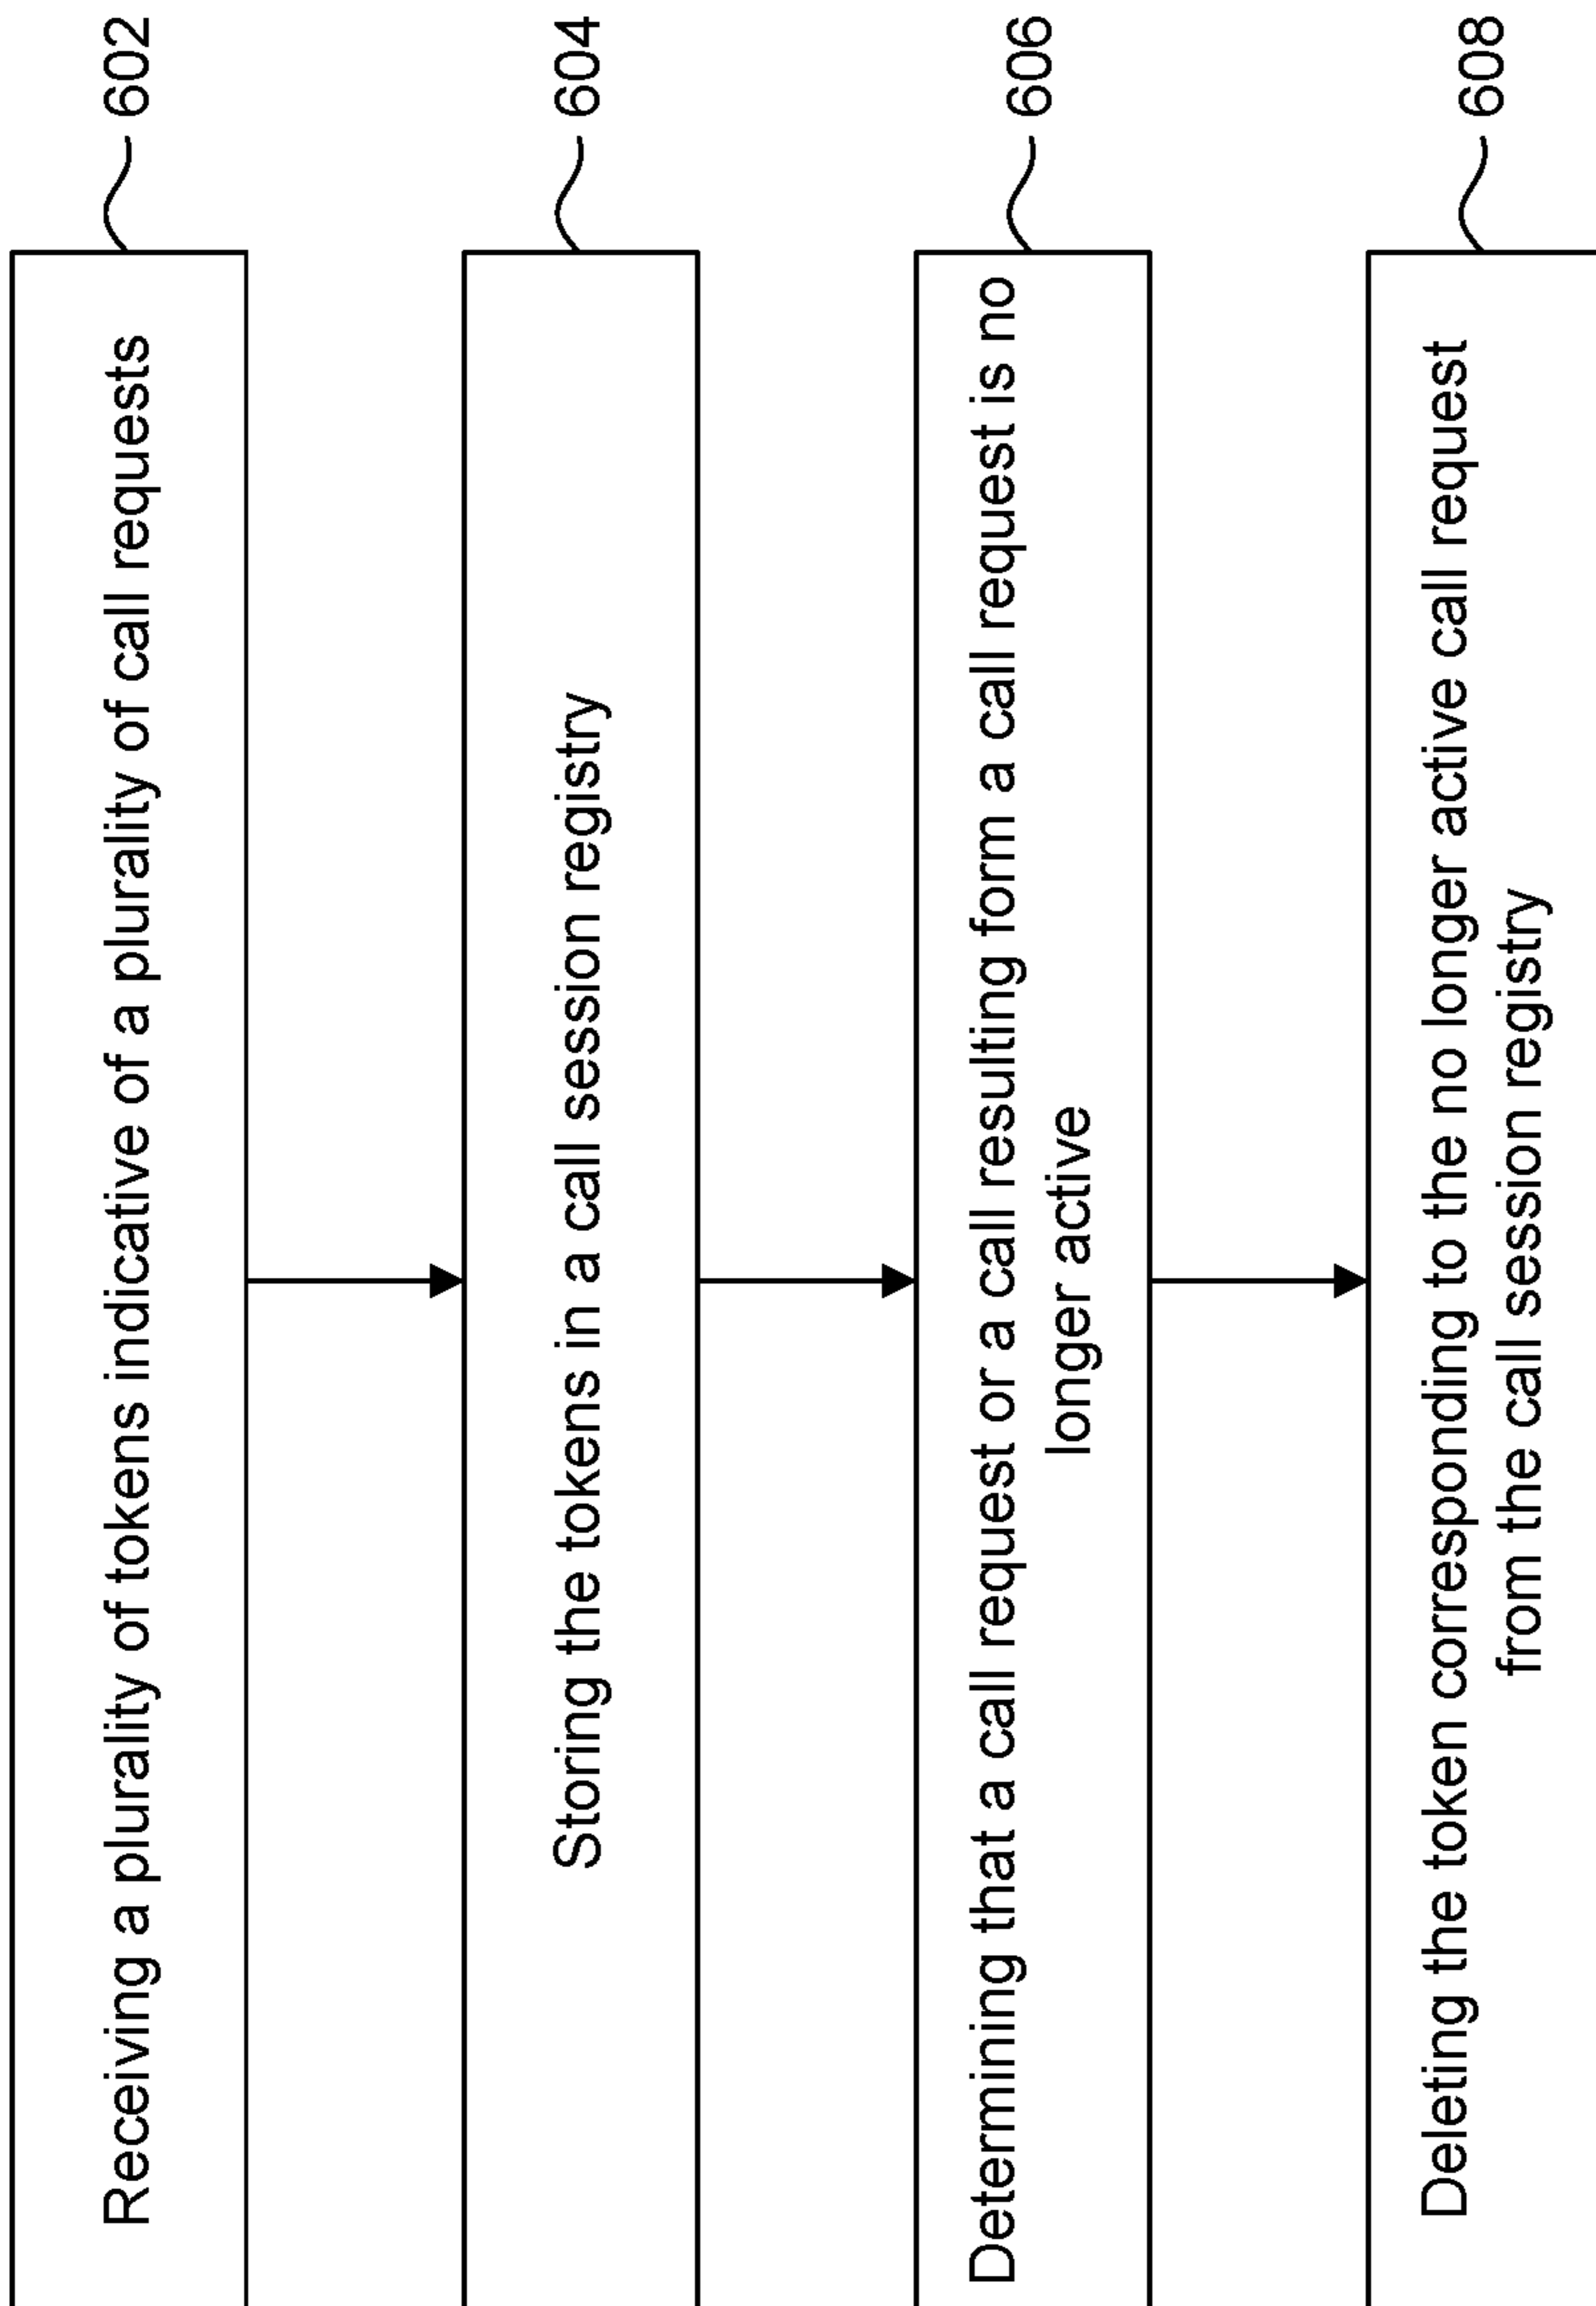 Receiving a plurality of tokens indicative of a plurality of call requests
602
Storing the tokens in a call session registry
604
Determining that a call request or a call resulting form a call request is no
longer active
606
Deleting the token corresponding to the no longer active call request
from the call session registry
608